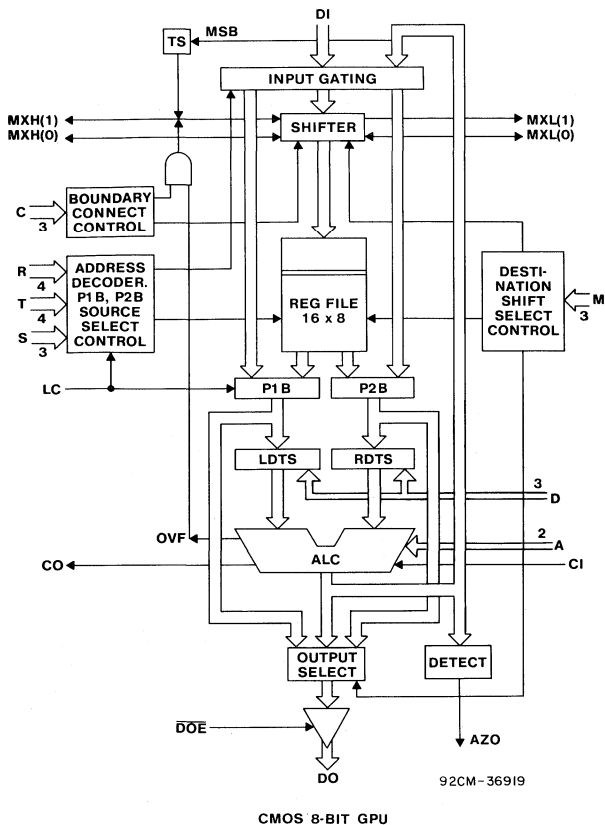 DI
TS
MSB
INPUT GATING
MXH(1)
MXH(0)
SHIFTER
MXL(1)
MXL(0)
C
3
BOUNDARY
CONNECT
CONTROL
R
4
T
4
S
3
ADDRESS
DECODER.
P1B, P2B
SOURCE
SELECT
CONTROL
REG FILE
16 x 8
DESTI-
NATION
SHIFT
SELECT
CONTROL
M
3
LC
P1B
P2B
LDTS
RDTS
3
D
OVF
ALC
2
A
CO
CI
OUTPUT
SELECT
DETECT
DOE
AZO
DO
92CM-36919
CMOS 8-BIT GPU